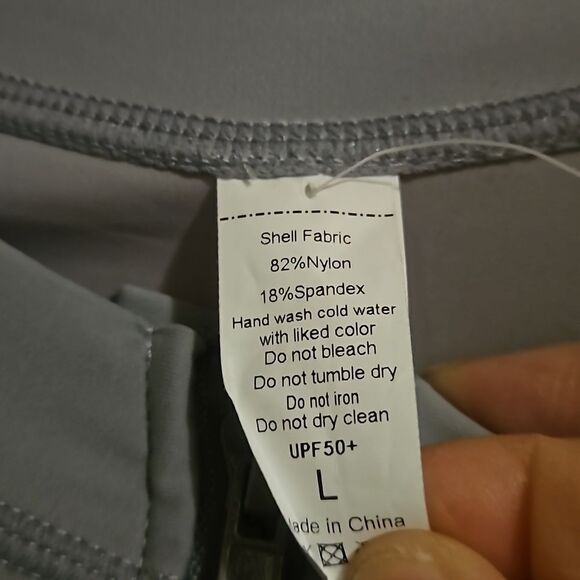 Shell Fabric
82%Nylon
18%Spandex
Hand wash cold water
with liked color
Do not bleach
Do not tumble dry
Do not iron
Do not dry clean
UPF50+
L
Made in China